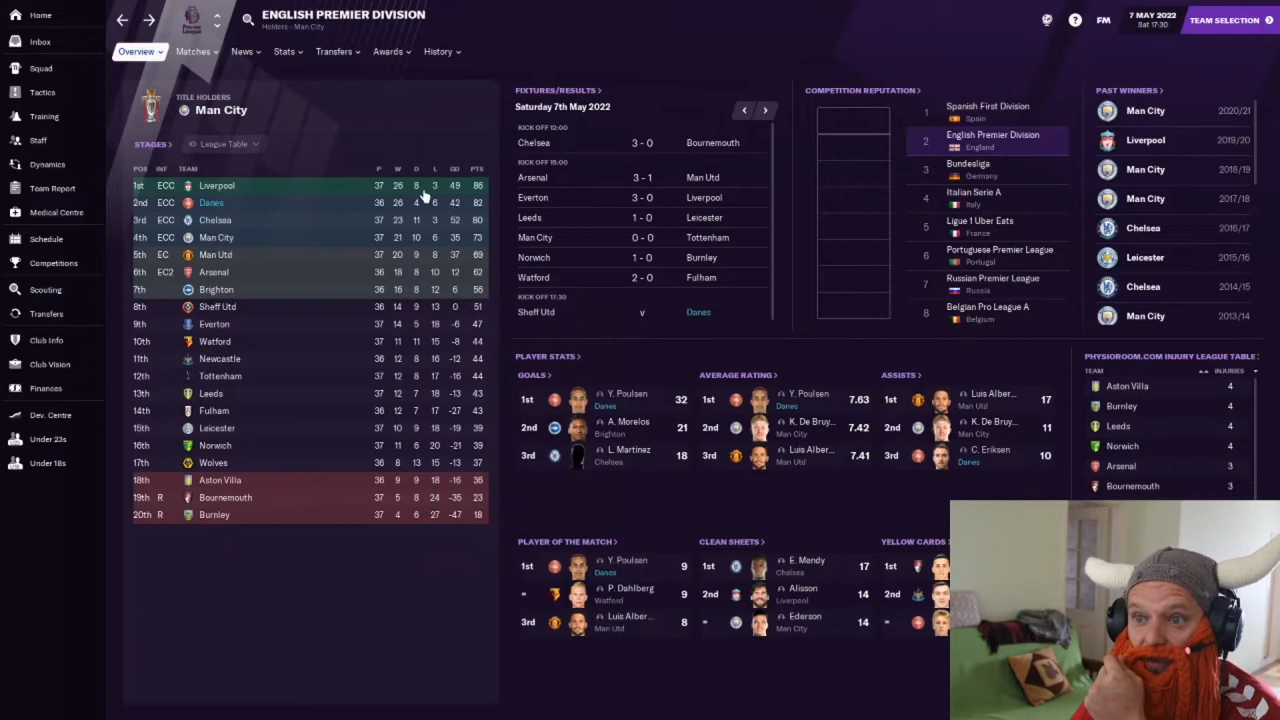 Home
Inbox
Squad
Tactics
Training
Staff
Dynamics
Team Report
Medical Centre
Schedule
Competitions
Scouting
Transfers
Club Info
Club Vision
Finances
Dev. Centre
Under 23s
Under 18s
ENGLISH PREMIER DIVISION
Holders - Man City
FM
7 MAY 2022
Sat 17:30
TEAM SELECTION
Overview
Matches
News
Stats
Transfers
Awards
History
TITLE HOLDERS
Man City
STAGES
League Table
POS INF TEAM P W D L GD PTS
1st ECC Liverpool 37 26 8 3 49 86
2nd ECC Danes 36 26 4 6 42 82
3rd ECC Chelsea 37 23 11 3 52 80
4th ECC Man City 37 21 10 6 35 73
5th EC Man Utd 37 20 9 8 37 69
6th EC2 Arsenal 36 18 8 10 12 62
7th Brighton 36 16 8 12 6 56
8th Sheff Utd 36 14 9 13 0 51
9th Everton 37 14 5 18 -6 47
10th Watford 37 11 11 15 -8 44
11th Newcastle 36 12 8 16 -12 44
12th Tottenham 37 12 8 17 -16 44
13th Leeds 37 12 7 18 -13 43
14th Fulham 36 12 7 17 -27 43
15th Leicester 37 10 9 18 -19 39
16th Norwich 37 11 6 20 -21 39
17th Wolves 36 8 13 15 -13 37
18th Aston Villa 36 9 9 18 -16 36
19th R Bournemouth 37 5 8 24 -35 23
20th R Burnley 37 4 6 27 -47 18
FIXTURES/RESULTS
Saturday 7th May 2022
KICK OFF 12:00
Chelsea 3 - 0 Bournemouth
KICK OFF 15:00
Arsenal 3 - 1 Man Utd
Everton 3 - 0 Liverpool
Leeds 1 - 0 Leicester
Man City 0 - 0 Tottenham
Norwich 1 - 0 Burnley
Watford 2 - 0 Fulham
KICK OFF 17:30
Sheff Utd v Danes
COMPETITION REPUTATION
1 Spanish First Division
Spain
2 English Premier Division
England
3 Bundesliga
Germany
4 Italian Serie A
Italy
5 Ligue 1 Uber Eats
France
6 Portuguese Premier League
Portugal
7 Russian Premier League
Russia
8 Belgian Pro League A
Belgium
PAST WINNERS
Man City 2020/21
Liverpool 2019/20
Man City 2018/19
Man City 2017/18
Chelsea 2016/17
Leicester 2015/16
Chelsea 2014/15
Man City 2013/14
PLAYER STATS
GOALS
1st Y. Poulsen 32
Danes
2nd A. Morelos 21
Brighton
3rd L. Martínez 18
Chelsea
AVERAGE RATING
1st Y. Poulsen 7.63
Danes
2nd K. De Bruy... 7.42
Man City
3rd Luis Alber... 7.41
Man Utd
ASSISTS
1st Luis Alber... 17
Man Utd
2nd K. De Bruy... 11
Man City
3rd C. Eriksen 10
Danes
PHYSIOROOM.COM INJURY LEAGUE TABLE
TEAM INJURIES
Aston Villa 4
Burnley 4
Leeds 4
Norwich 4
Arsenal 3
Bournemouth 3
PLAYER OF THE MATCH
1st Y. Poulsen 9
Danes
= P. Dahlberg 9
Watford
3rd Luis Alber... 8
Man Utd
CLEAN SHEETS
1st E. Mendy 17
Chelsea
2nd Alisson 14
Liverpool
= Ederson 14
Man City
YELLOW CARDS
1st
2nd
=